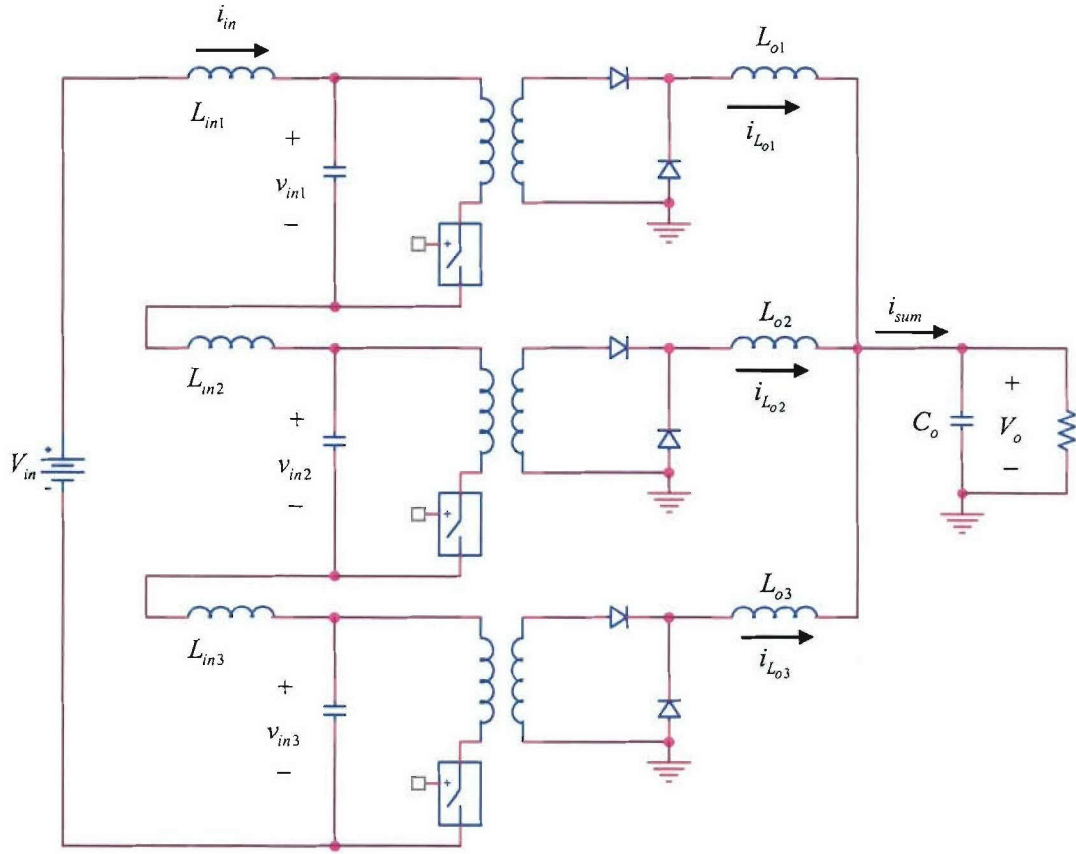 i_in
L_o1
L_in1
i_Lo1
+
v_in1
−
+
L_o2
i_sum
L_in2
i_Lo2
+
v_in2
−
+
C_o
+
V_o
−
V_in
+
-
L_o3
L_in3
i_Lo3
+
v_in3
−
+